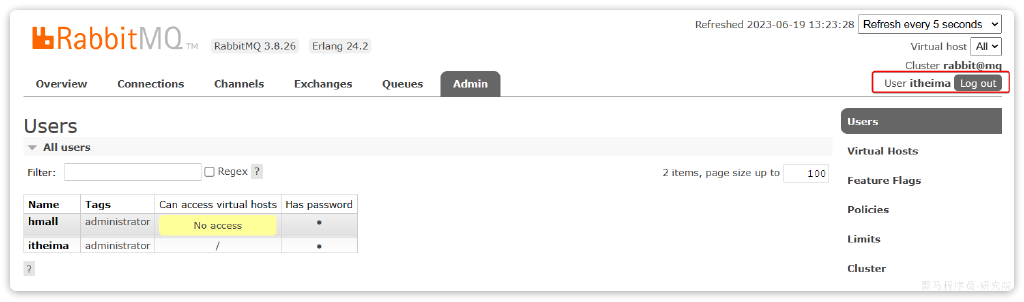 Refreshed 2023-06-19 13:23:28 Refresh every 5 seconds
RabbitMQ TM RabbitMQ 3.8.26 Erlang 24.2
Virtual host All
Cluster rabbit@mq
User itheima Log out
Overview Connections Channels Exchanges Queues Admin
Users
All users
Filter: Regex ? 2 items, page size up to 100
Name Tags Can access virtual hosts Has password
hmall administrator No access •
itheima administrator / •
?
Users
Virtual Hosts
Feature Flags
Policies
Limits
Cluster
黑马程序员-研究院